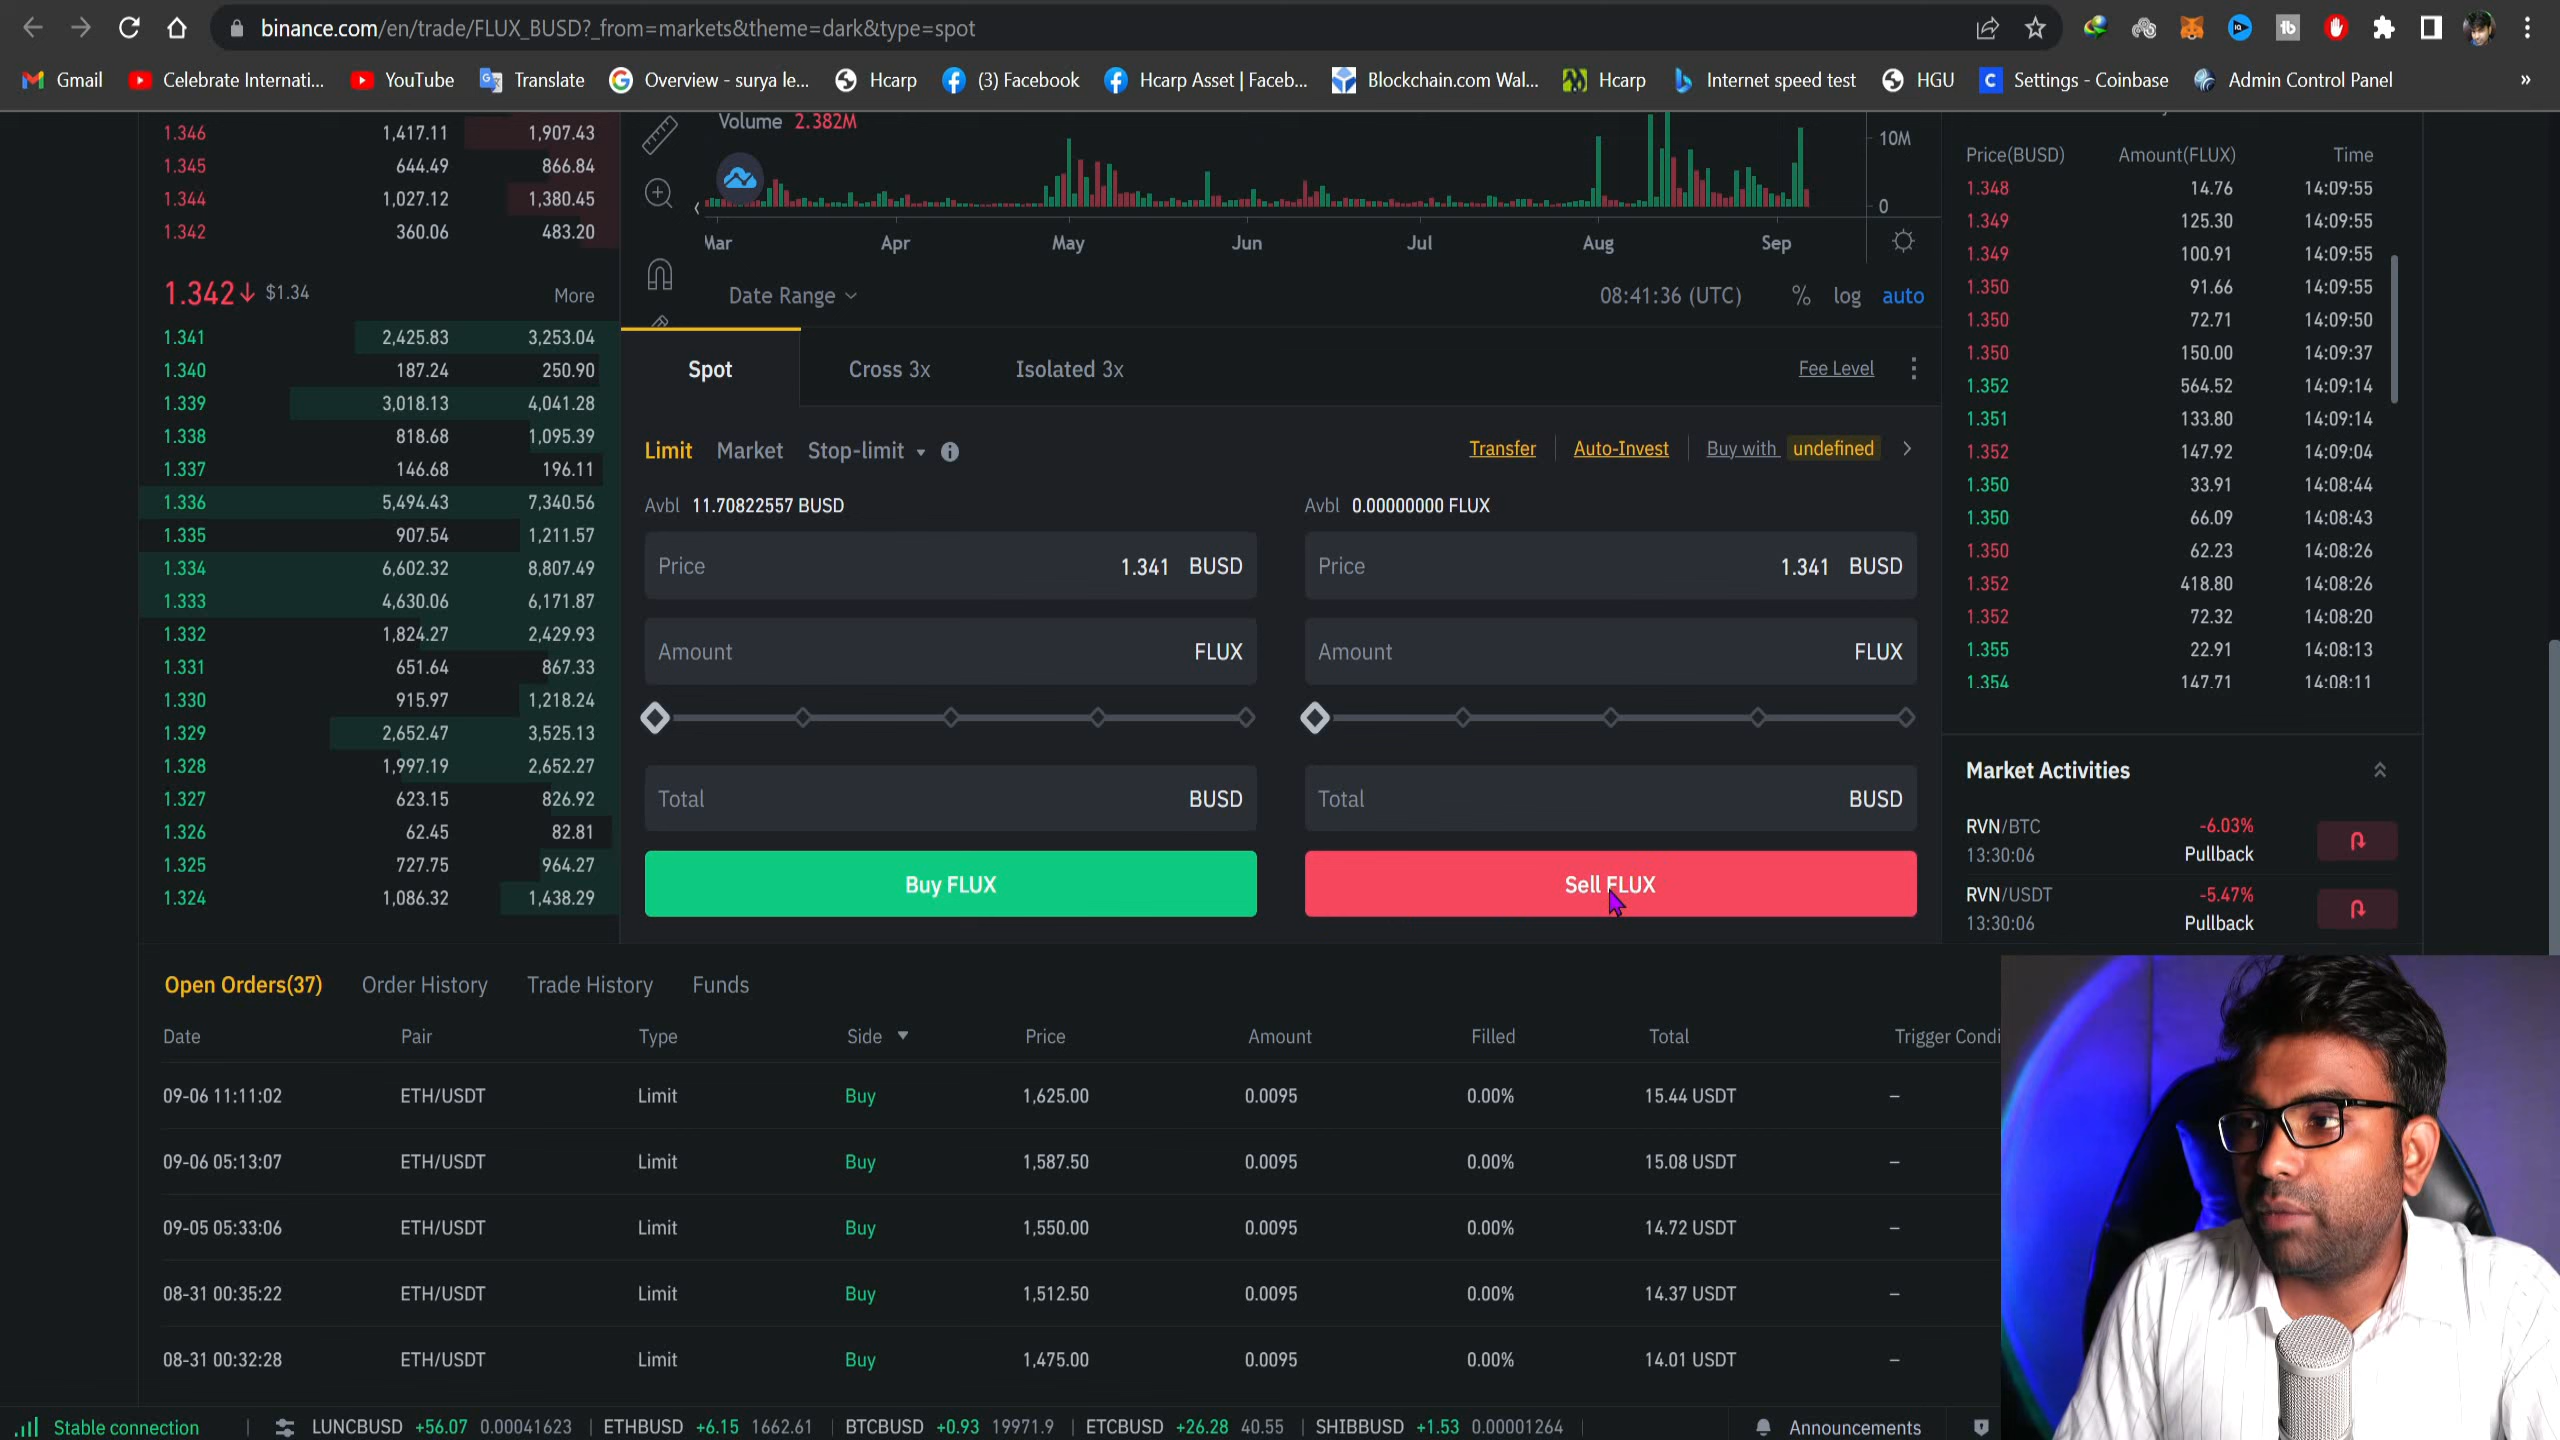 binance.com/en/trade/FLUX_BUSD?_from=markets&theme=dark&type=spot
Gmail Celebrate Internati... YouTube Translate Overview - surya le... Hcarp (3) Facebook Hcarp Asset | Faceb... Blockchain.com Wal... Hcarp Internet speed test HGU Settings - Coinbase Admin Control Panel »
1.346 1,417.11 1,907.43
1.345 644.49 866.84
1.344 1,027.12 1,380.45
1.342 360.06 483.20
1.342↓ $1.34 More
1.341 2,425.83 3,253.04
1.340 187.24 250.90
1.339 3,018.13 4,041.28
1.338 818.68 1,095.39
1.337 146.68 196.11
1.336 5,494.43 7,340.56
1.335 907.54 1,211.57
1.334 6,602.32 8,807.49
1.333 4,630.06 6,171.87
1.332 1,824.27 2,429.93
1.331 651.64 867.33
1.330 915.97 1,218.24
1.329 2,652.47 3,525.13
1.328 1,997.19 2,652.27
1.327 623.15 826.92
1.326 62.45 82.81
1.325 727.75 964.27
1.324 1,086.32 1,438.29
Volume 2.382M
10M
0
Mar Apr May Jun Jul Aug Sep
Date Range 08:41:36 (UTC) % log auto
Spot Cross 3x Isolated 3x Fee Level
Limit Market Stop-limit Transfer Auto-Invest Buy with undefined
Avbl 11.70822557 BUSD
Price 1.341 BUSD
Amount FLUX
Total BUSD
Buy FLUX
Avbl 0.00000000 FLUX
Price 1.341 BUSD
Amount FLUX
Total BUSD
Sell FLUX
Price(BUSD) Amount(FLUX) Time
1.348 14.76 14:09:55
1.349 125.30 14:09:55
1.349 100.91 14:09:55
1.350 91.66 14:09:55
1.350 72.71 14:09:50
1.350 150.00 14:09:37
1.352 564.52 14:09:14
1.351 133.80 14:09:14
1.352 147.92 14:09:04
1.350 33.91 14:08:44
1.350 66.09 14:08:43
1.350 62.23 14:08:26
1.352 418.80 14:08:26
1.352 72.32 14:08:20
1.355 22.91 14:08:13
1.354 147.71 14:08:11
Market Activities
RVN/BTC -6.03%
13:30:06 Pullback
RVN/USDT -5.47%
13:30:06 Pullback
Open Orders(37) Order History Trade History Funds
Date Pair Type Side Price Amount Filled Total Trigger Condi
09-06 11:11:02 ETH/USDT Limit Buy 1,625.00 0.0095 0.00% 15.44 USDT –
09-06 05:13:07 ETH/USDT Limit Buy 1,587.50 0.0095 0.00% 15.08 USDT –
09-05 05:33:06 ETH/USDT Limit Buy 1,550.00 0.0095 0.00% 14.72 USDT –
08-31 00:35:22 ETH/USDT Limit Buy 1,512.50 0.0095 0.00% 14.37 USDT –
08-31 00:32:28 ETH/USDT Limit Buy 1,475.00 0.0095 0.00% 14.01 USDT –
Stable connection LUNCBUSD +56.07 0.00041623 ETHBUSD +6.15 1662.61 BTCBUSD +0.93 19971.9 ETCBUSD +26.28 40.55 SHIBBUSD +1.53 0.00001264 Announcements